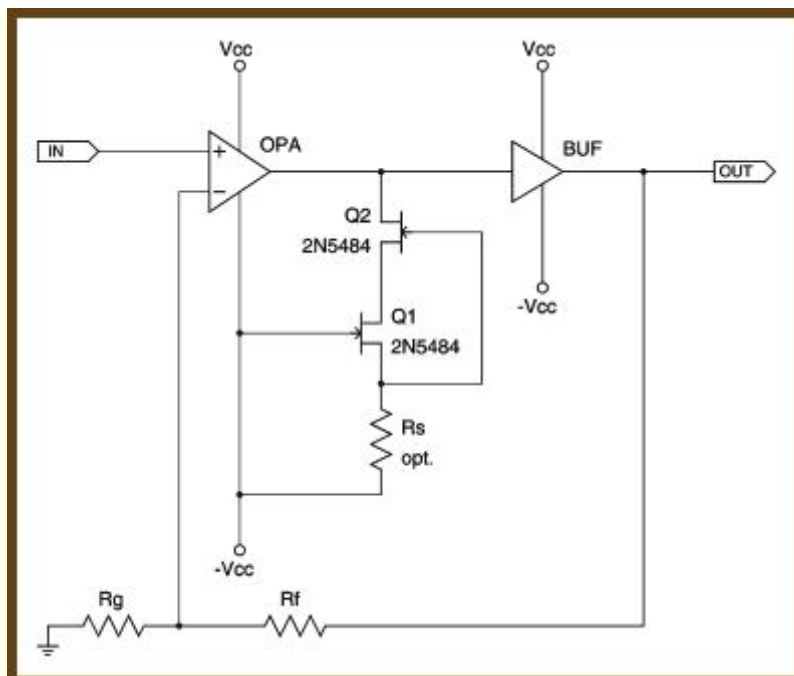 Vcc
Vcc
IN
+
OPA
BUF
OUT
−
Q2
2N5484
-Vcc
Q1
2N5484
Rs
opt.
-Vcc
Rg
Rf